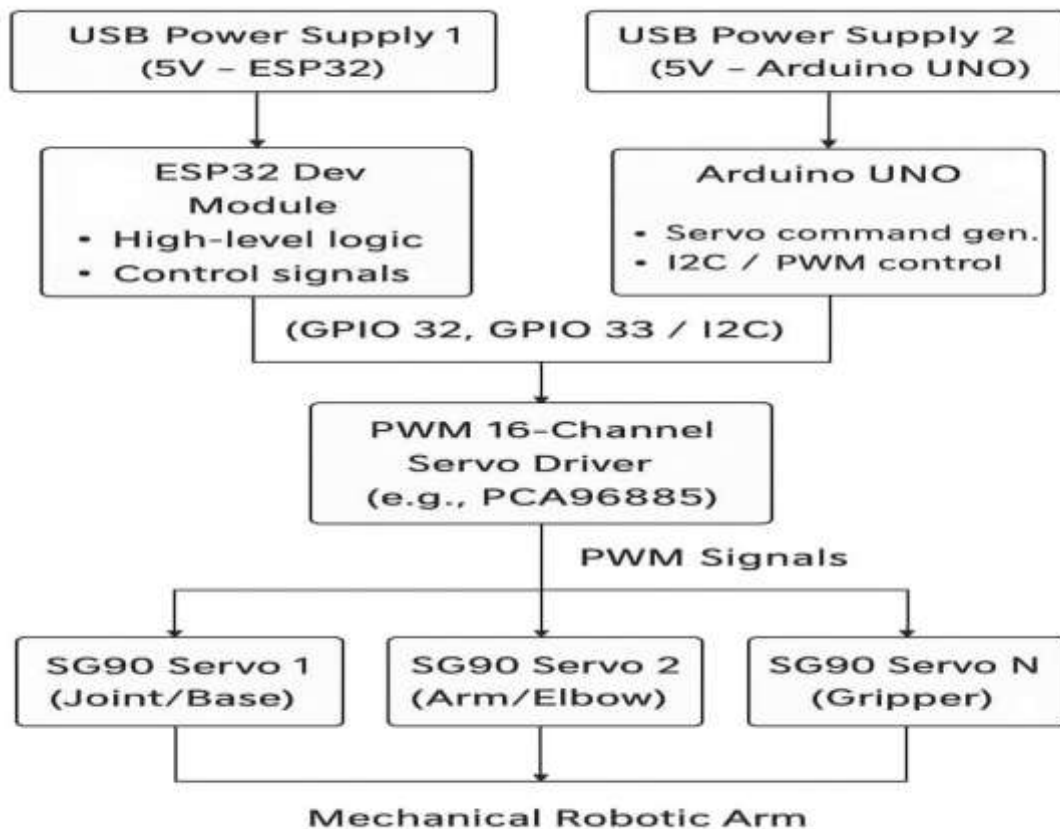 USB Power Supply 1
(5V – ESP32)
USB Power Supply 2
(5V – Arduino UNO)
ESP32 Dev
Module
• High-level logic
• Control signals
Arduino UNO
• Servo command gen.
• I2C / PWM control
(GPIO 32, GPIO 33 / I2C)
PWM 16-Channel
Servo Driver
(e.g., PCA96885)
PWM Signals
SG90 Servo 1
(Joint/Base)
SG90 Servo 2
(Arm/Elbow)
SG90 Servo N
(Gripper)
Mechanical Robotic Arm